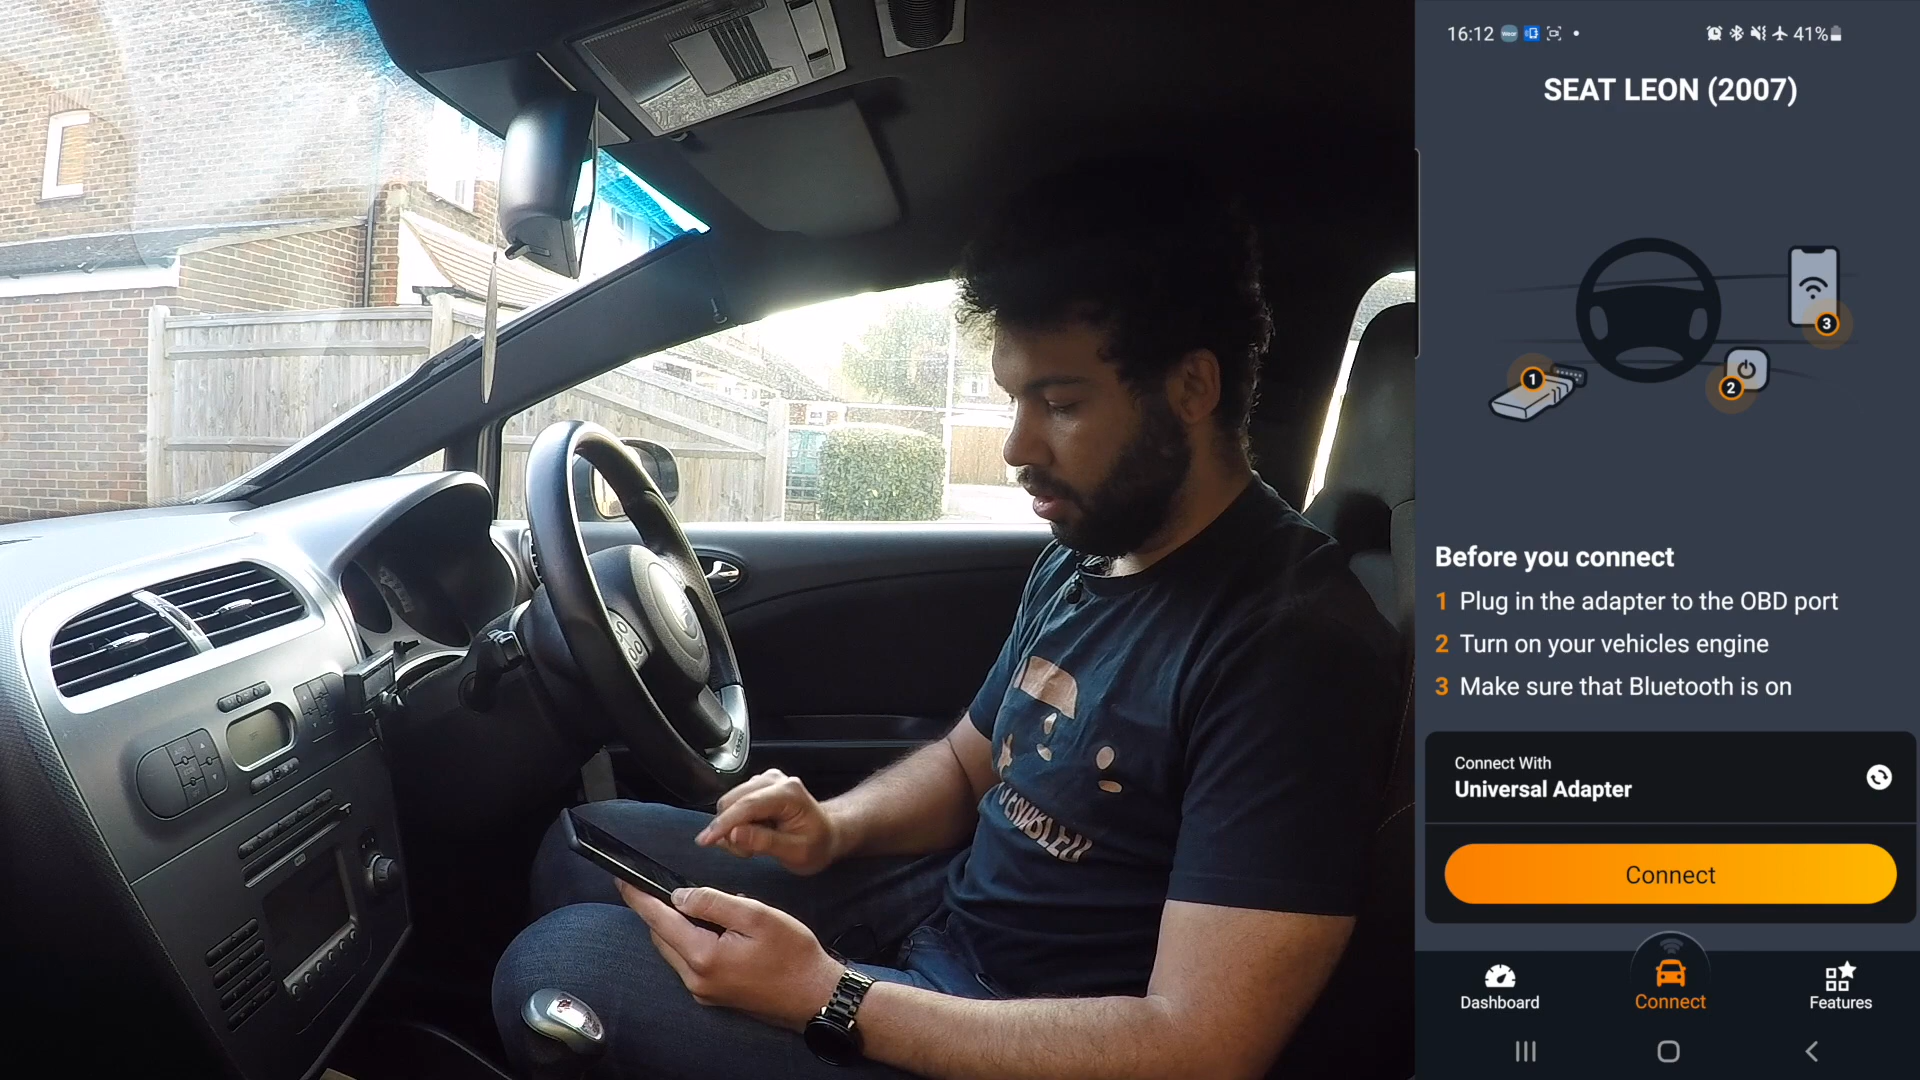 16:12
41%
SEAT LEON (2007)
3
1
2
Before you connect
1 Plug in the adapter to the OBD port
2 Turn on your vehicles engine
3 Make sure that Bluetooth is on
Connect With
Universal Adapter
Connect
Dashboard
Connect
Features
ENABLED